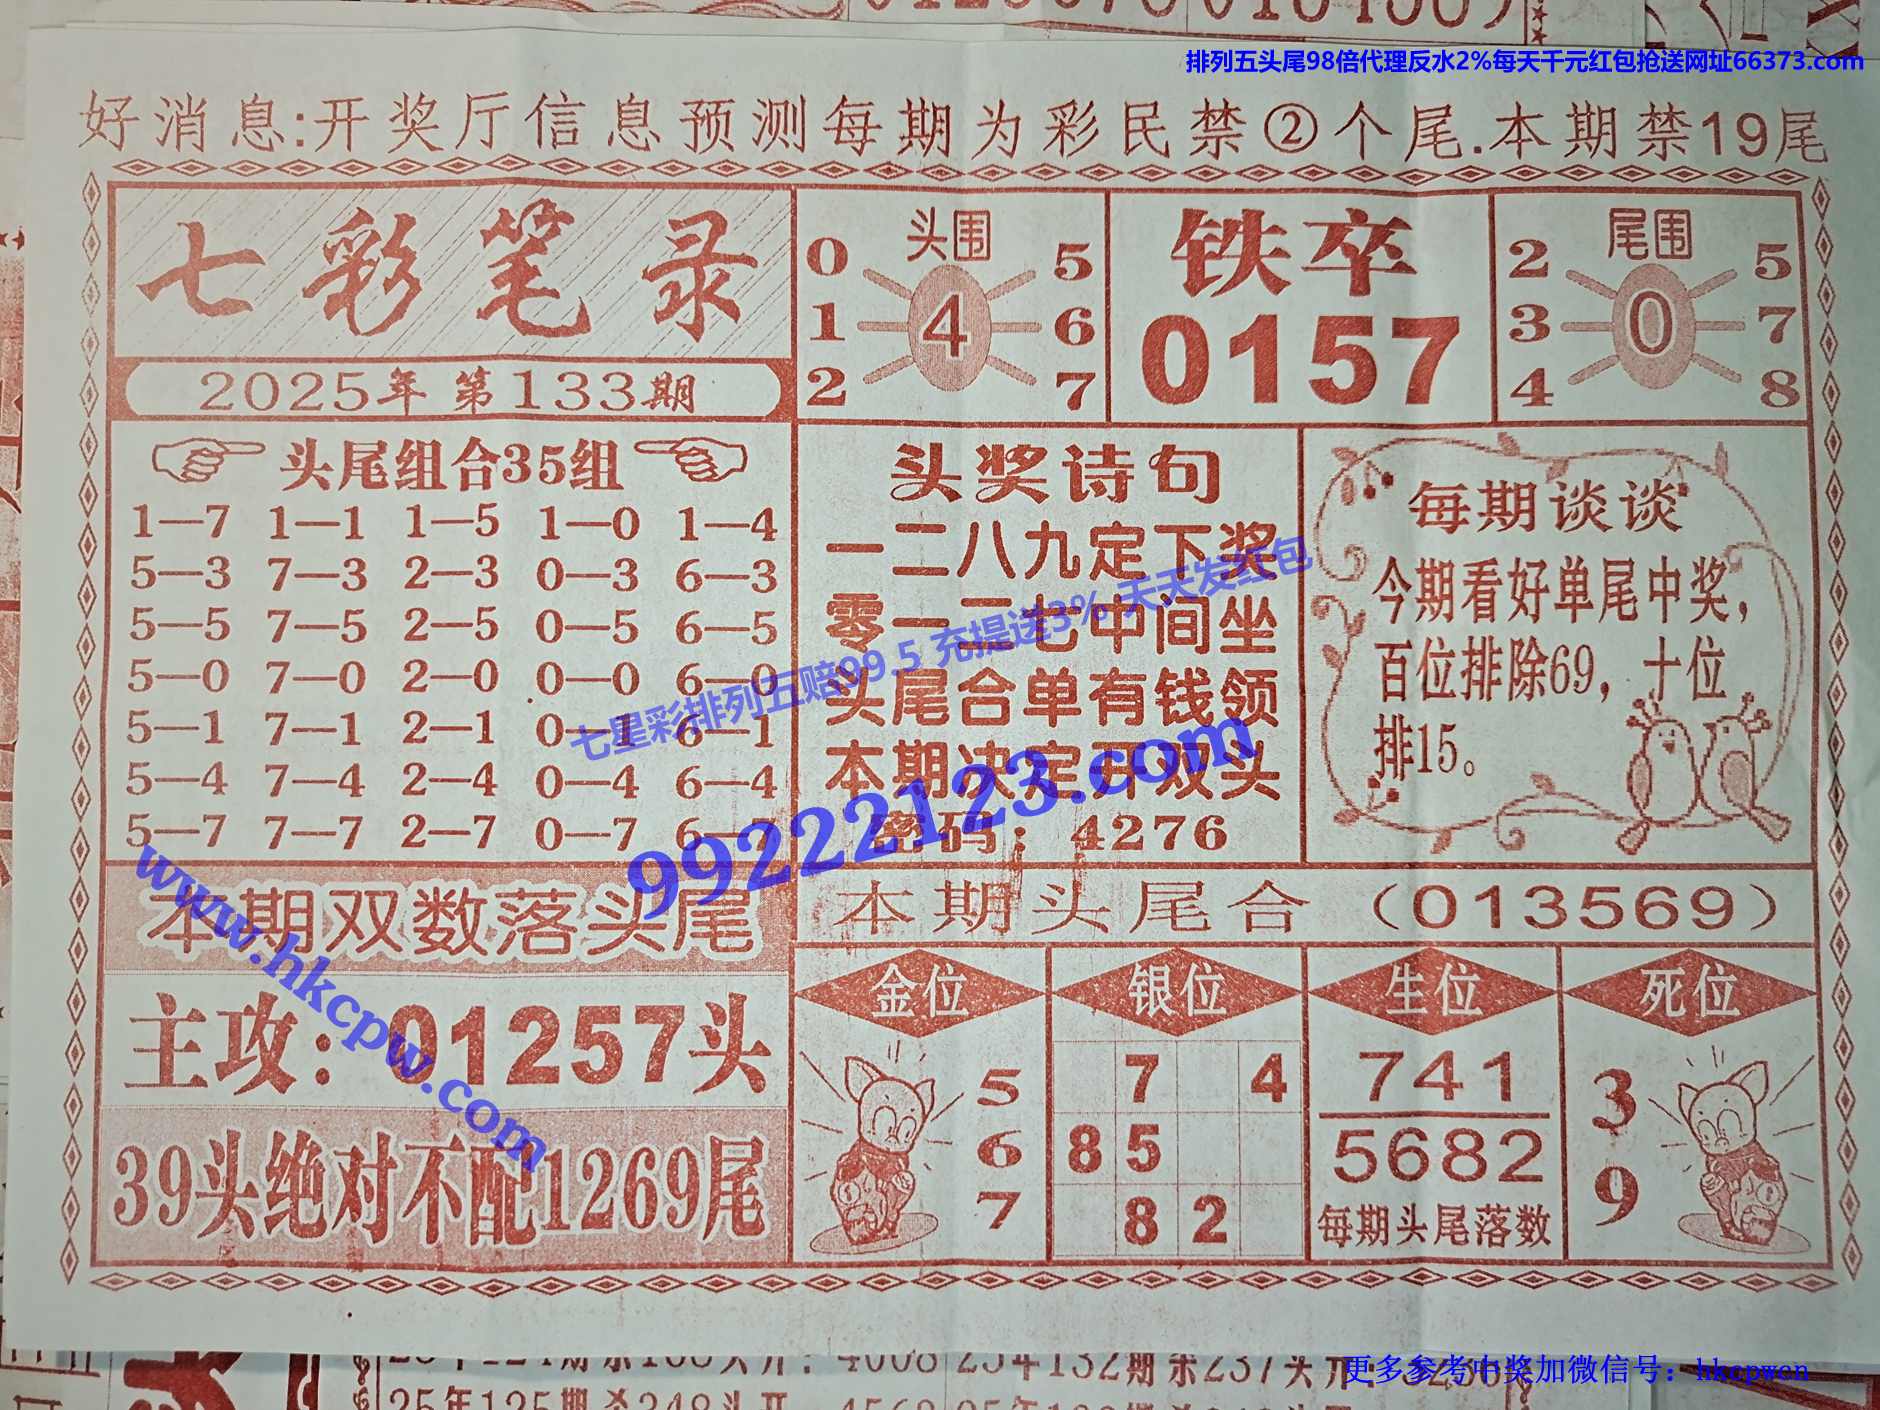 排列五头尾98倍代理反水2%每天千元红包抢送网址66373.com
好消息:开奖厅信息预测每期为彩民禁②个尾.本期禁19尾
七彩笔录
2025年 第133期
头围
0 5
1 4 6
2 7
铁卒
0157
尾围
2 5
3 0 7
4 8
头尾组合35组
1—7 1—1 1—5 1—0 1—4
5—3 7—3 2—3 0—3 6—3
5—5 7—5 2—5 0—5 6—5
5—0 7—0 2—0 0—0 6—0
5—1 7—1 2—1 0—1 6—1
5—4 7—4 2—4 0—4 6—4
5—7 7—7 2—7 0—7 6—7
头奖诗句
一二八九定下奖
零一二七中间坐
头尾合单有钱领
本期决定开双头
密码：4276
每期谈谈
今期看好单尾中奖，
百位排除69，十位
排15。
七星彩排列五赔99.5 充提送3% 天天发红包
99222123.com
www.hkcpw.com
本期双数落头尾
主攻：01257头
39头绝对不配1269尾
本期头尾合（013569）
金位
5
6
7
银位
7 4
8 5
8 2
生位
741
5682
每期头尾落数
死位
3
9
更多参考中奖加微信号：hkcpwcn